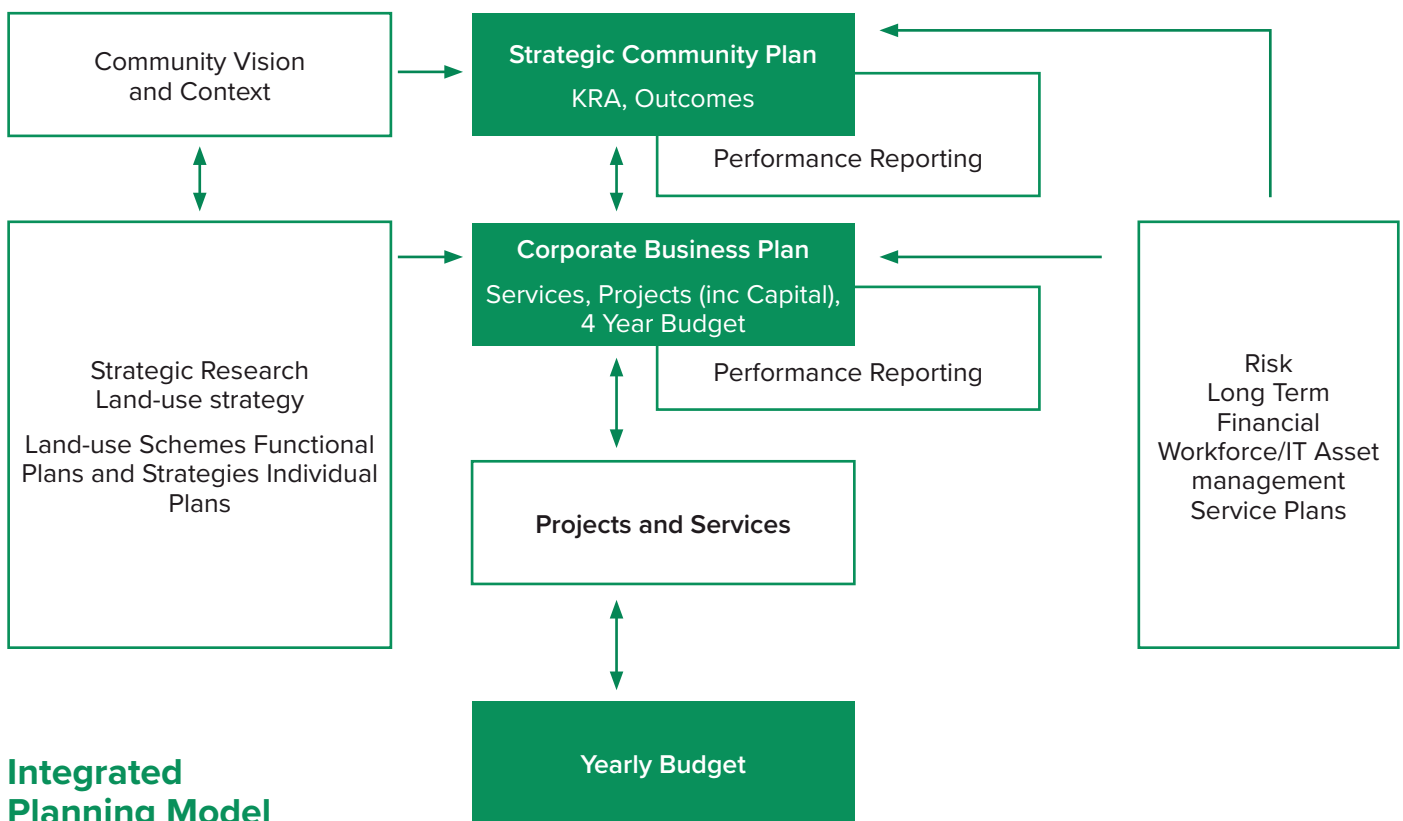 Community Vision
and Context
Strategic Community Plan
KRA, Outcomes
Performance Reporting
Strategic Research
Land-use strategy
Land-use Schemes Functional
Plans and Strategies Individual
Plans
Corporate Business Plan
Services, Projects (inc Capital),
4 Year Budget
Performance Reporting
Risk
Long Term
Financial
Workforce/IT Asset
management
Service Plans
Projects and Services
Yearly Budget
Integrated
Planning Model